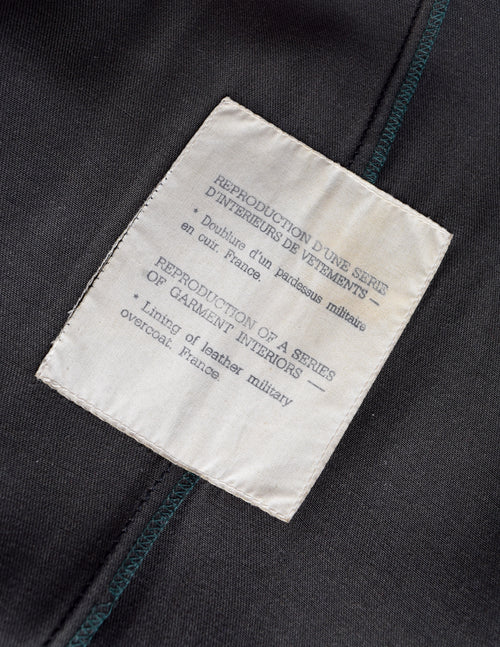 REPRODUCTION D'UNE SERIE
D'INTERIEURS DE VETEMENTS —
* Doublure d'un pardessus militaire
en cuir. France.
REPRODUCTION OF A SERIES
OF GARMENT INTERIORS —
* Lining of leather military
overcoat. France.